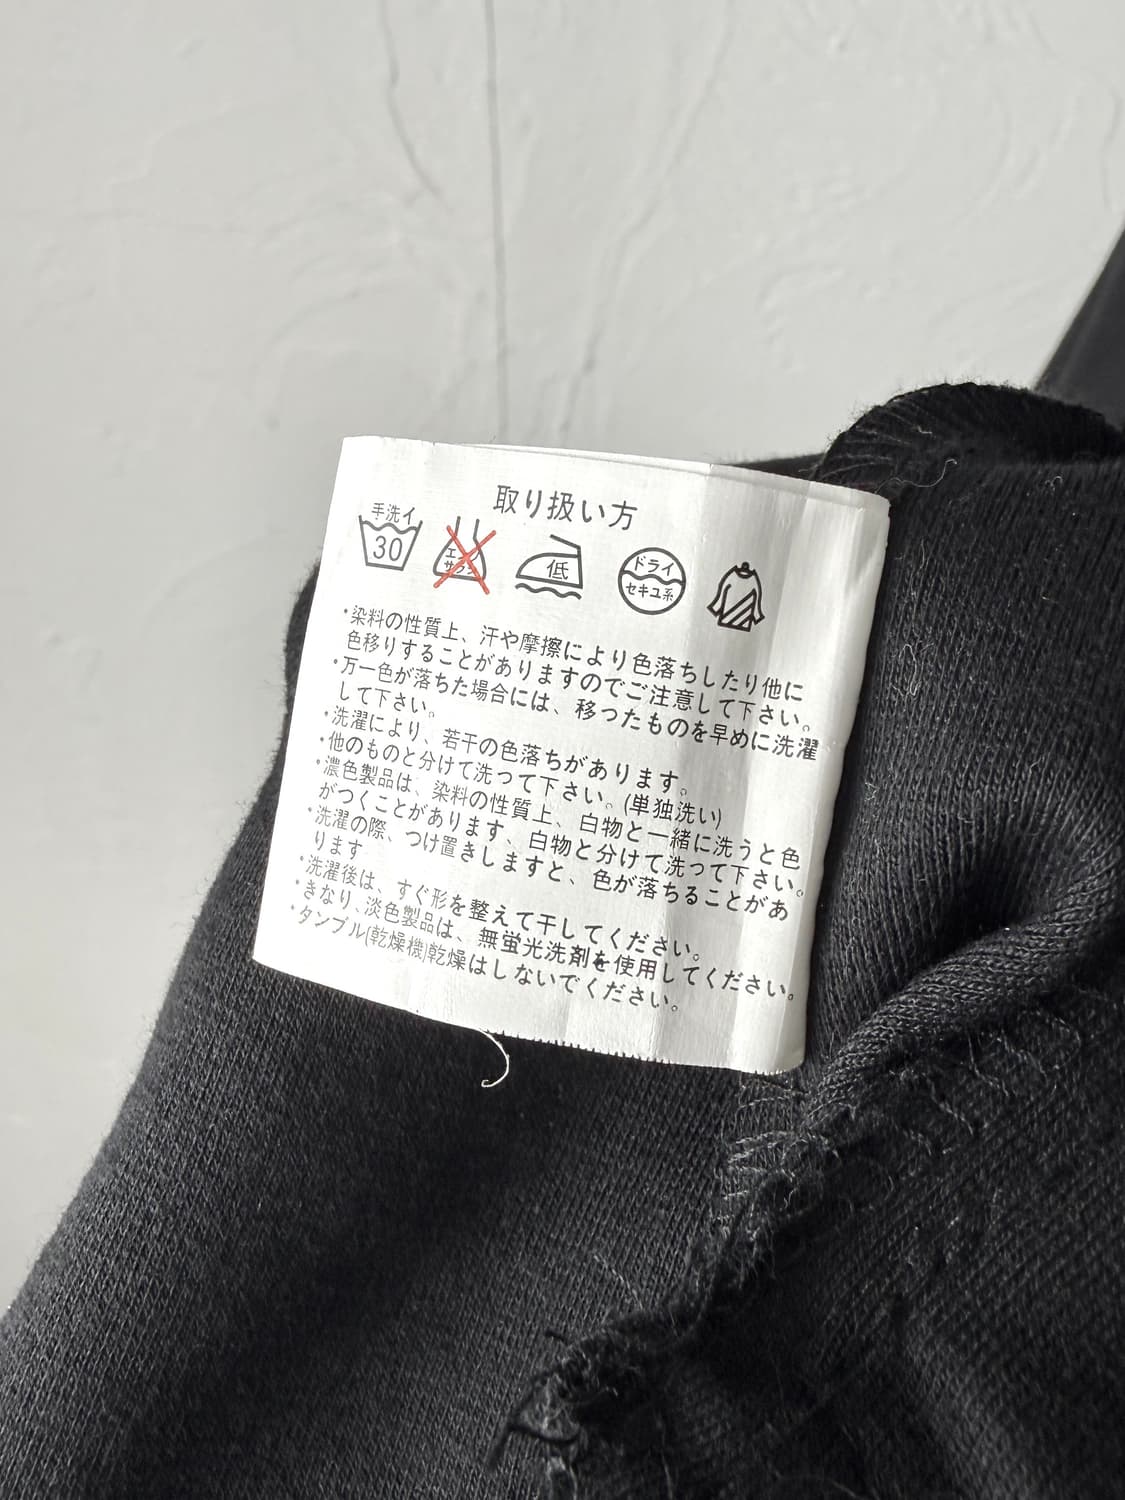 取り扱い方
手洗イ
30
エンソ
サラシ
低
ドライ
セキユ系
・染料の性質上、汗や摩擦により色落ちしたり他に
色移りすることがありますのでご注意して下さい。
・万一色が落ちた場合には、移ったものを早めに洗濯
して下さい。
・洗濯により、若干の色落ちがあります。
・他のものと分けて洗って下さい。(単独洗い)
・濃色製品は、染料の性質上、白物と一緒に洗うと色
がつくことがあります、白物と分けて洗って下さい。
・洗濯の際、つけ置きしますと、色が落ちることがあ
ります
・洗濯後は、すぐ形を整えて干してください。
・きなり、淡色製品は、無蛍光洗剤を使用してください。
・タンブル(乾燥機)乾燥はしないでください。